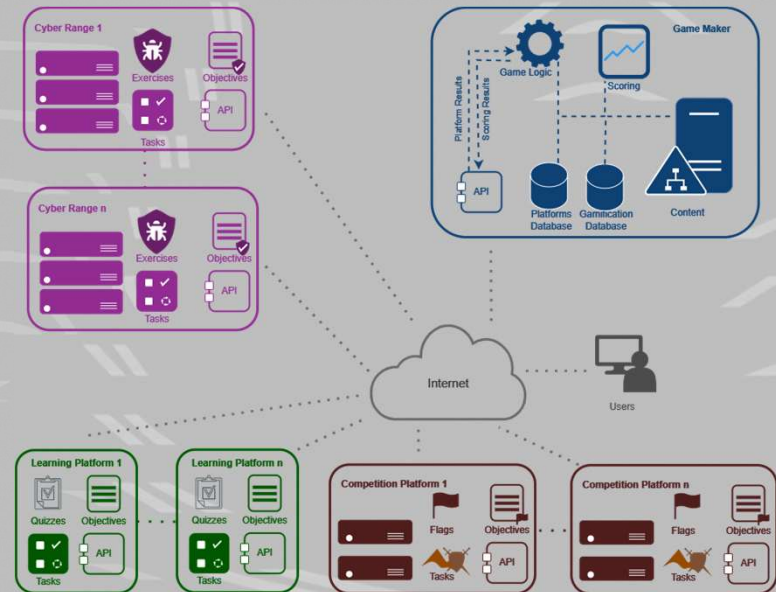 Cyber Range 1
Exercises
Objectives
API
Tasks
Game Maker
Game Logic
Scoring
Platform Results
Scoring Results
API
Platforms
Database
Gamification
Database
Content
Cyber Range n
Exercises
Objectives
API
Tasks
Internet
Users
Learning Platform 1
Quizzes
Objectives
API
Tasks
Learning Platform n
Quizzes
Objectives
API
Tasks
Competition Platform 1
Flags
Objectives
API
Tasks
Competition Platform n
Flags
Objectives
API
Tasks